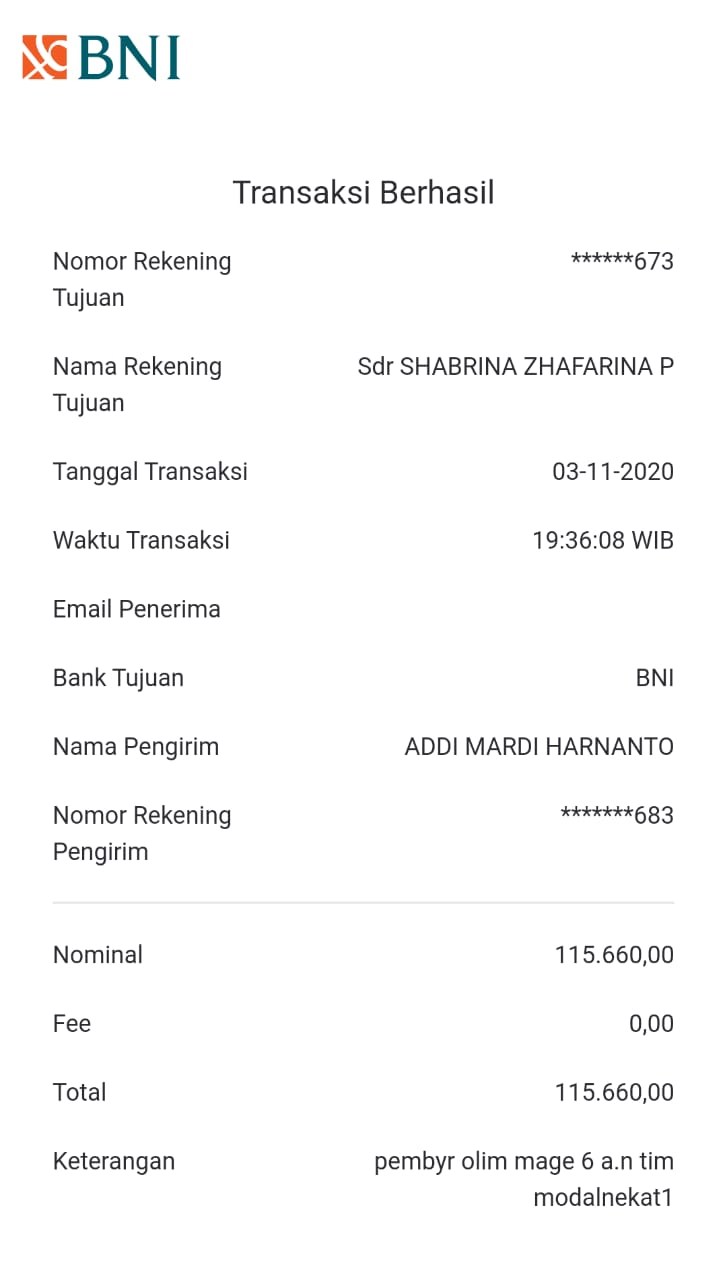 BNI
Transaksi Berhasil
Nomor Rekening Tujuan ******673
Nama Rekening Tujuan Sdr SHABRINA ZHAFARINA P
Tanggal Transaksi 03-11-2020
Waktu Transaksi 19:36:08 WIB
Email Penerima
Bank Tujuan BNI
Nama Pengirim ADDI MARDI HARNANTO
Nomor Rekening Pengirim *******683
Nominal 115.660,00
Fee 0,00
Total 115.660,00
Keterangan pembyr olim mage 6 a.n tim
modalnekat1